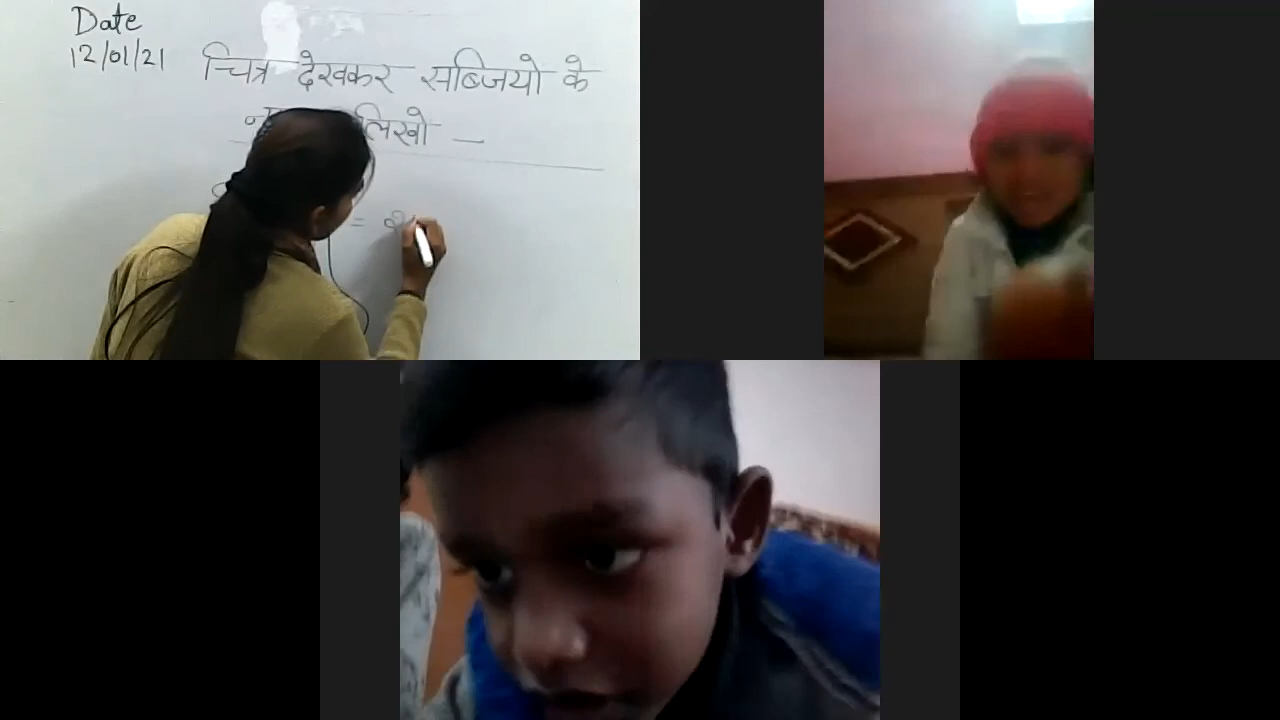 Date
12/01/21
चित्र देखकर सब्जियो के
लिखो —
=